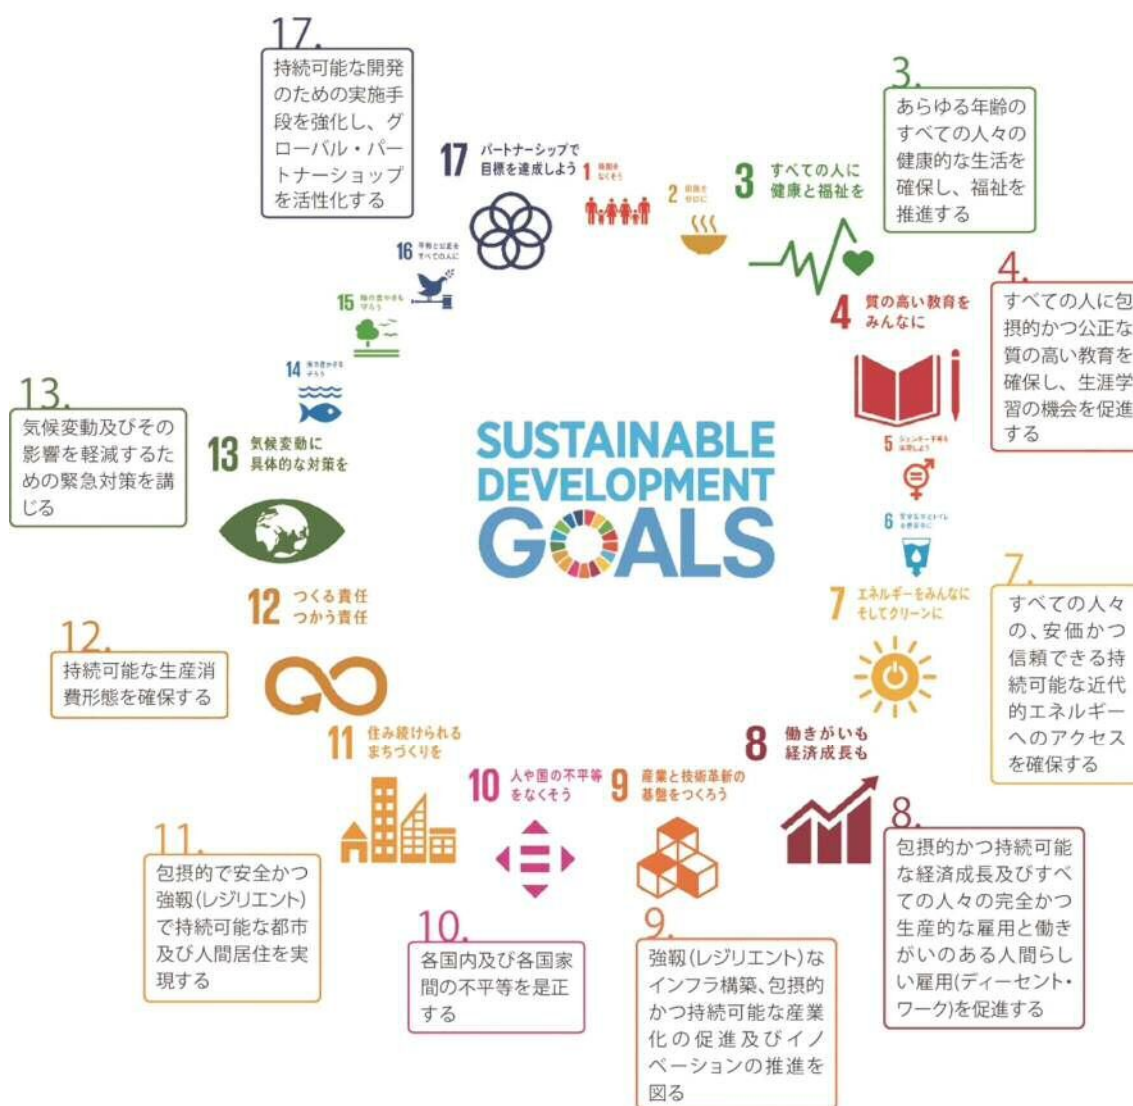 17.
持続可能な開発
のための実施手
段を強化し、グ
ローバル・パー
トナーショップ
を活性化する
17 パートナーシップで
目標を達成しよう
1
なくそう
2
ゼロに
3 すべての人に
健康と福祉を
3.
あらゆる年齢の
すべての人々の
健康的な生活を
確保し、福祉を
推進する
4 質の高い教育を
みんなに
4.
すべての人に包
摂的かつ公正な
質の高い教育を
確保し、生涯学
習の機会を促進
する
5
6
7 エネルギーをみんなに
そしてクリーンに
7.
すべての人々
の、安価かつ
信頼できる持
続可能な近代
的エネルギー
へのアクセス
を確保する
8 働きがいも
経済成長も
8.
包摂的かつ持続可能
な経済成長及びすべ
ての人々の完全かつ
生産的な雇用と働き
がいのある人間らし
い雇用(ディーセント・
ワーク)を促進する
9 産業と技術革新の
基盤をつくろう
9.
強靱(レジリエント)な
インフラ構築、包摂的
かつ持続可能な産業
化の促進及びイノ
ベーションの推進を
図る
10 人や国の不平等
をなくそう
10.
各国内及び各国家
間の不平等を是正
する
11 住み続けられる
まちづくりを
11.
包摂的で安全かつ
強靱(レジリエント)
で持続可能な都市
及び人間居住を実
現する
12 つくる責任
つかう責任
12.
持続可能な生産消
費形態を確保する
13 気候変動に
具体的な対策を
13.
気候変動及びその
影響を軽減するた
めの緊急対策を講
じる
14
15
16 平和と公正を
すべての人に
SUSTAINABLE
DEVELOPMENT
GOALS